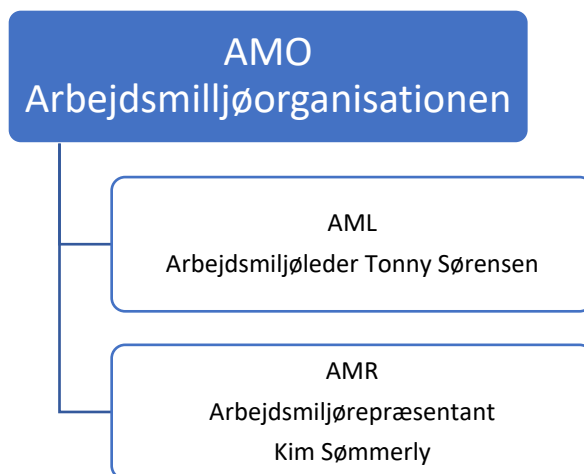 AMO
Arbejdsmilljøorganisationen
AML
Arbejdsmiljøleder Tonny Sørensen
AMR
Arbejdsmiljørepræsentant
Kim Sømmerly